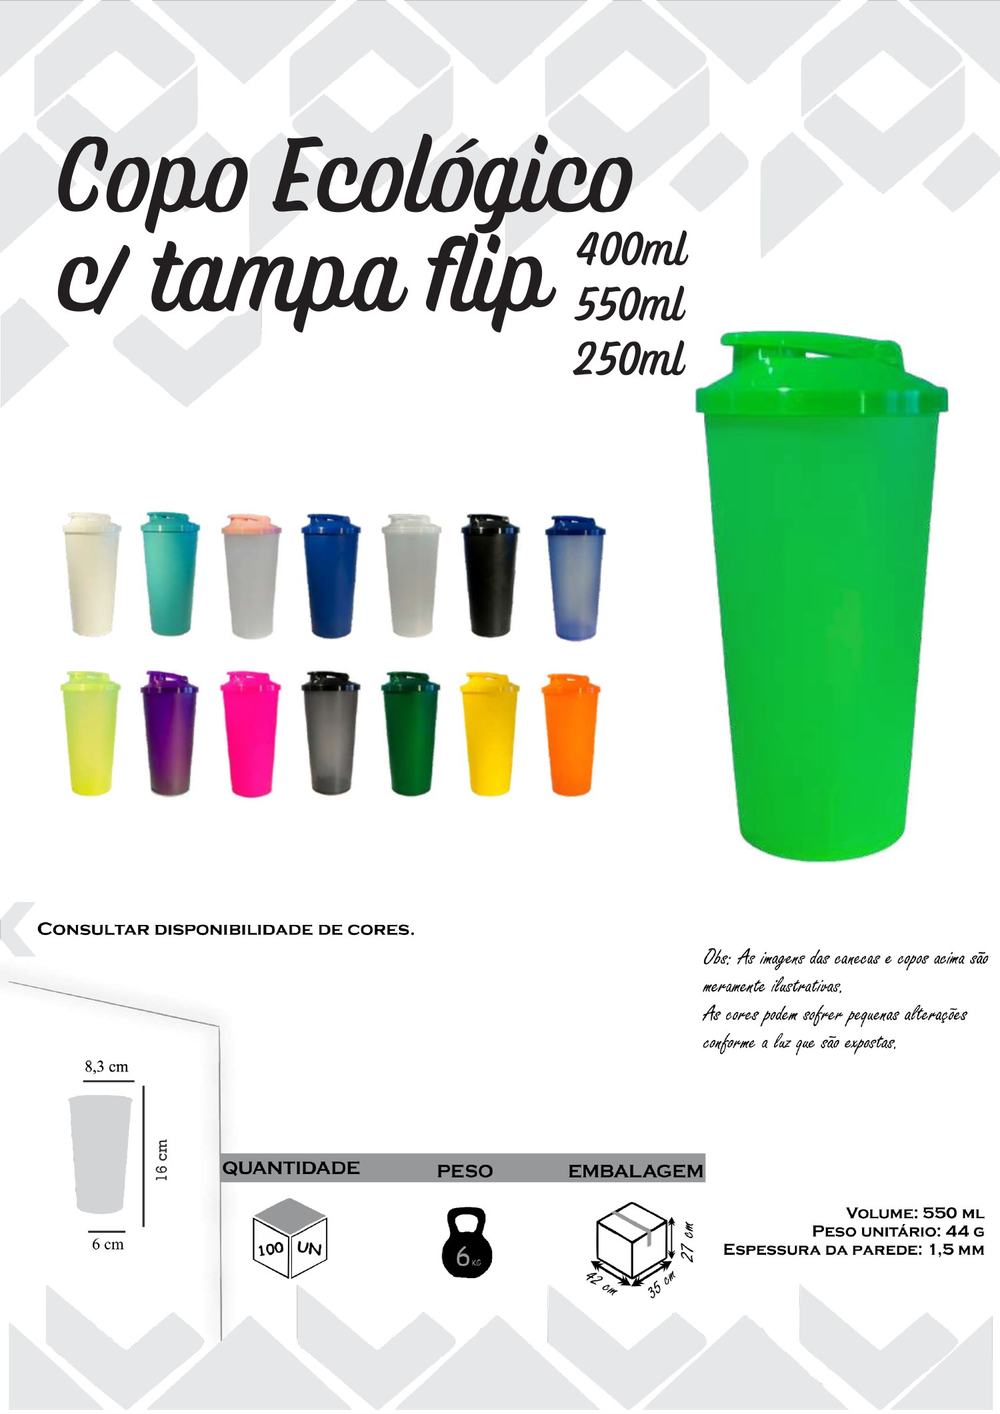 Copo Ecológico
c/ tampa flip
400ml
550ml
250ml
Consultar disponibilidade de cores.
Obs: As imagens das canecas e copos acima são
meramente ilustrativas.
As cores podem sofrer pequenas alterações
conforme a luz que são expostas.
8,3 cm
16 cm
6 cm
QUANTIDADE
PESO
EMBALAGEM
100 UN
6 KG
42 cm
35 cm
27 cm
Volume: 550 ml
Peso unitário: 44 g
Espessura da parede: 1,5 mm